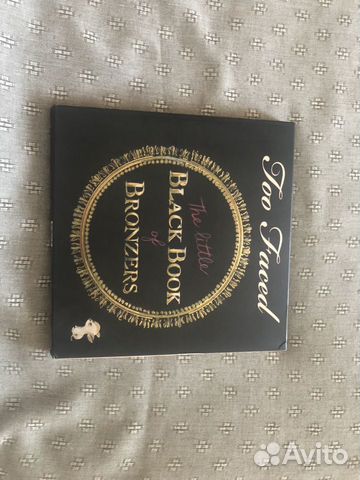 Too Faced
The little
BLACK BOOK
of
BRONZERS
Avito